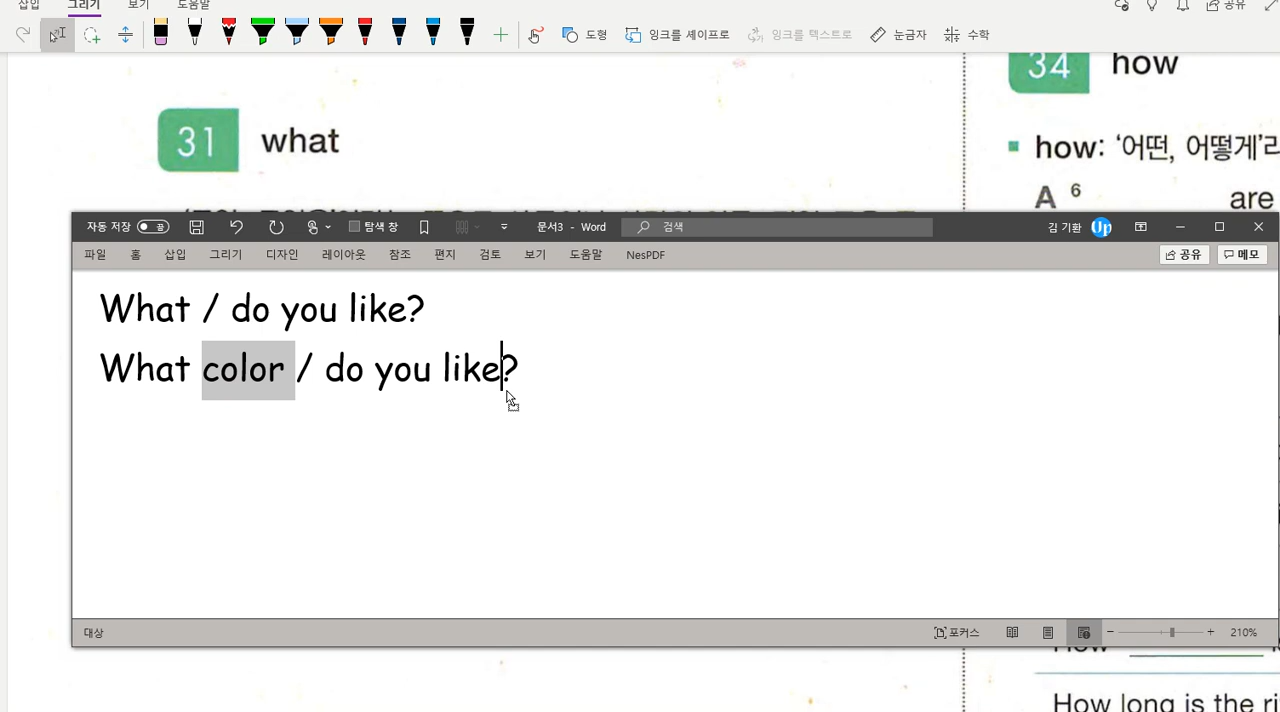 삽입 그리기 보기 도움말 공유
도형 잉크를 셰이프로 잉크를 텍스트로 눈금자 수학
31 what
34 how
how: ‘어떤, 어떻게’
A 6 are
자동 저장 끔 탐색 창 문서3 - Word 검색 김 기환 Up
파일 홈 삽입 그리기 디자인 레이아웃 참조 편지 검토 보기 도움말 NesPDF 공유 메모
What / do you like?
What color / do you like?
대상 포커스 210%
How long is the